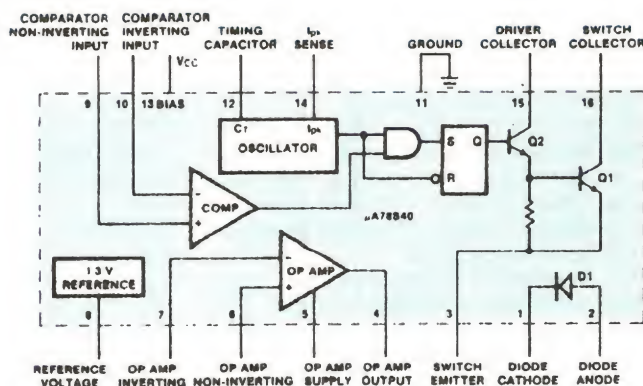 COMPARATOR
NON-INVERTING
INPUT
COMPARATOR
INVERTING
INPUT
VCC
TIMING
CAPACITOR
Ipk
SENSE
GROUND
DRIVER
COLLECTOR
SWITCH
COLLECTOR
9
10
13 BIAS
12
14
11
15
16
CT
Ipk
OSCILLATOR
S
Q
R
Q2
Q1
-
COMP
+
μA78S40
1.3 V
REFERENCE
-
OP AMP
+
D1
8
7
6
5
4
3
1
2
REFERENCE
VOLTAGE
OP AMP
INVERTING
OP AMP
NON-INVERTING
OP AMP
SUPPLY
OP AMP
OUTPUT
SWITCH
EMITTER
DIODE
CATHODE
DIODE
ANODE